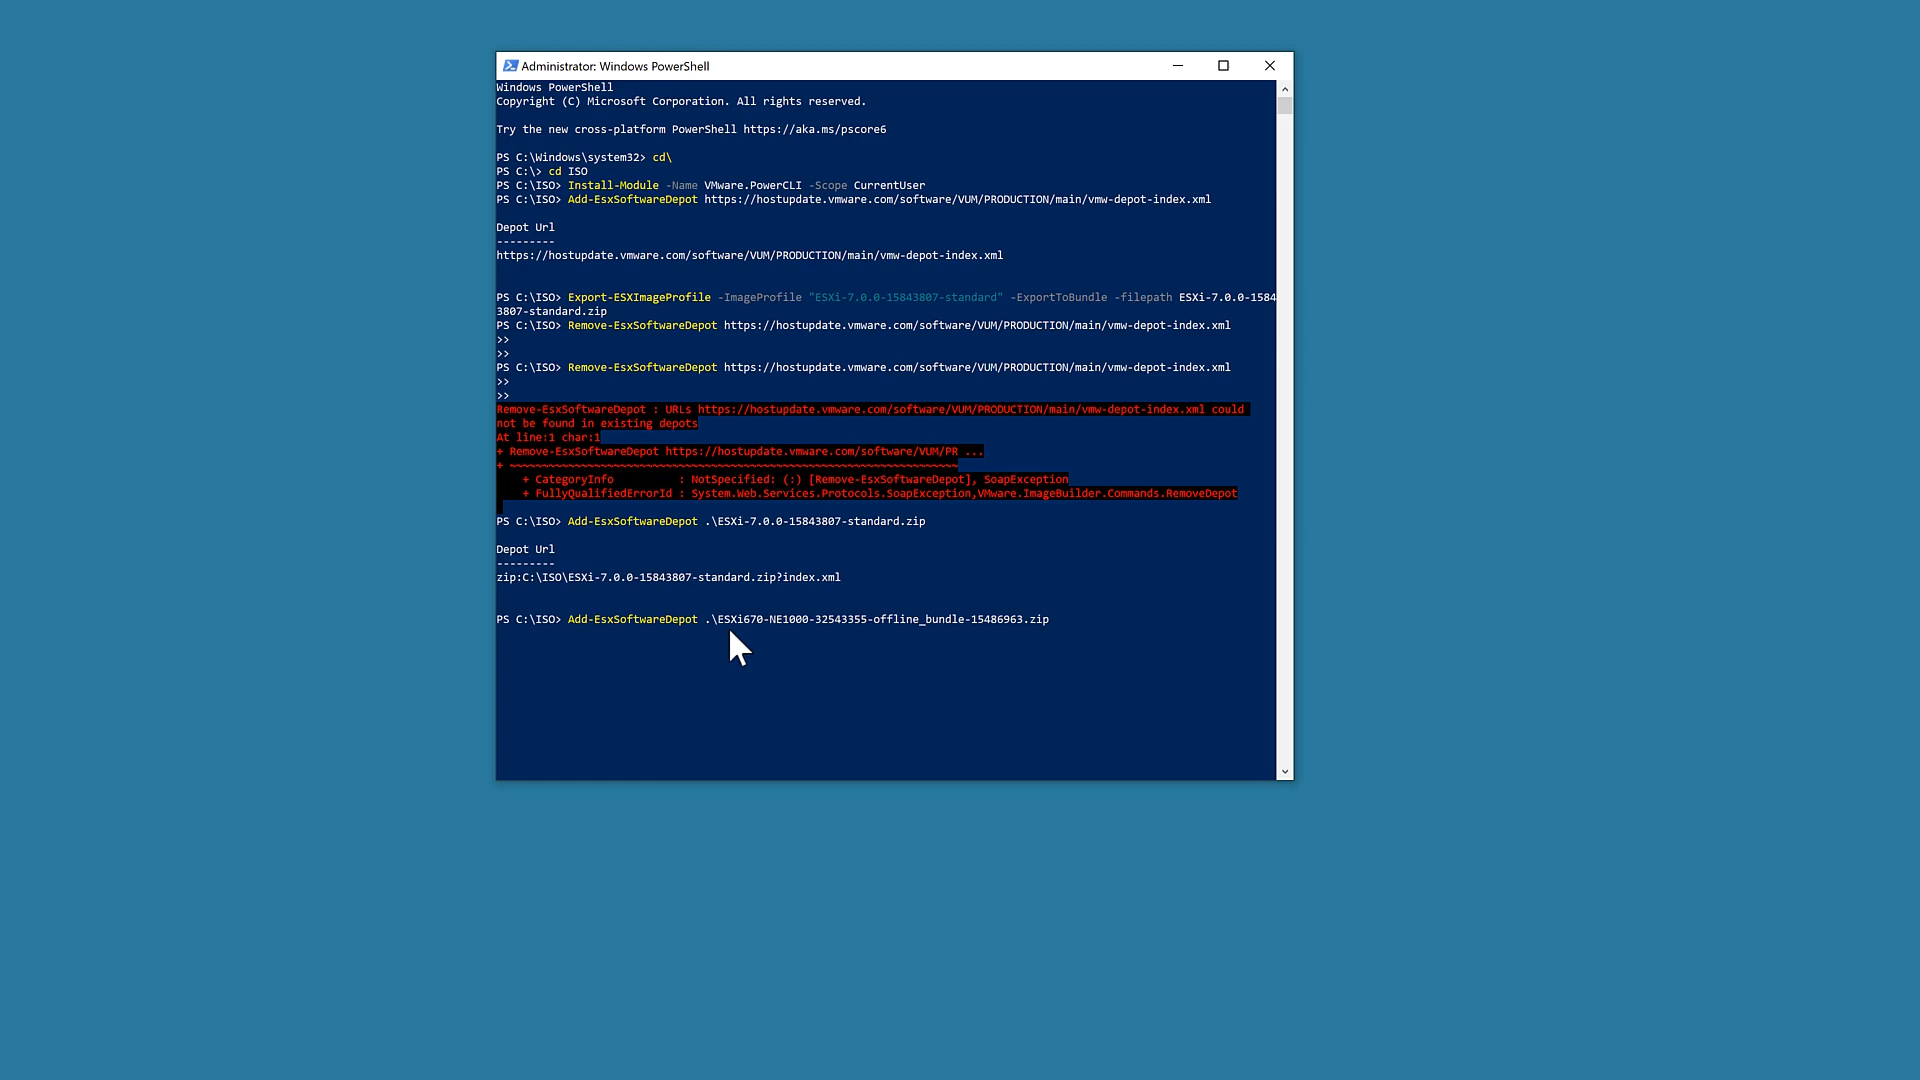 Administrator: Windows PowerShell
Windows PowerShell
Copyright (C) Microsoft Corporation. All rights reserved.
Try the new cross-platform PowerShell https://aka.ms/pscore6
PS C:\Windows\system32> cd\
PS C:\> cd ISO
PS C:\ISO> Install-Module -Name VMware.PowerCLI -Scope CurrentUser
PS C:\ISO> Add-EsxSoftwareDepot https://hostupdate.vmware.com/software/VUM/PRODUCTION/main/vmw-depot-index.xml
Depot Url
---------
https://hostupdate.vmware.com/software/VUM/PRODUCTION/main/vmw-depot-index.xml
PS C:\ISO> Export-ESXImageProfile -ImageProfile "ESXi-7.0.0-15843807-standard" -ExportToBundle -filepath ESXi-7.0.0-1584
3807-standard.zip
PS C:\ISO> Remove-EsxSoftwareDepot https://hostupdate.vmware.com/software/VUM/PRODUCTION/main/vmw-depot-index.xml
>>
>>
PS C:\ISO> Remove-EsxSoftwareDepot https://hostupdate.vmware.com/software/VUM/PRODUCTION/main/vmw-depot-index.xml
>>
>>
Remove-EsxSoftwareDepot : URLs https://hostupdate.vmware.com/software/VUM/PRODUCTION/main/vmw-depot-index.xml could
not be found in existing depots
At line:1 char:1
+ Remove-EsxSoftwareDepot https://hostupdate.vmware.com/software/VUM/PR ...
+ ~~~~~~~~~~~~~~~~~~~~~~~~~~~~~~~~~~~~~~~~~~~~~~~~~~~~~~~~~~~~~~~~~~~~~
    + CategoryInfo          : NotSpecified: (:) [Remove-EsxSoftwareDepot], SoapException
    + FullyQualifiedErrorId : System.Web.Services.Protocols.SoapException,VMware.ImageBuilder.Commands.RemoveDepot
PS C:\ISO> Add-EsxSoftwareDepot .\ESXi-7.0.0-15843807-standard.zip
Depot Url
---------
zip:C:\ISO\ESXi-7.0.0-15843807-standard.zip?index.xml
PS C:\ISO> Add-EsxSoftwareDepot .\ESXi670-NE1000-32543355-offline_bundle-15486963.zip